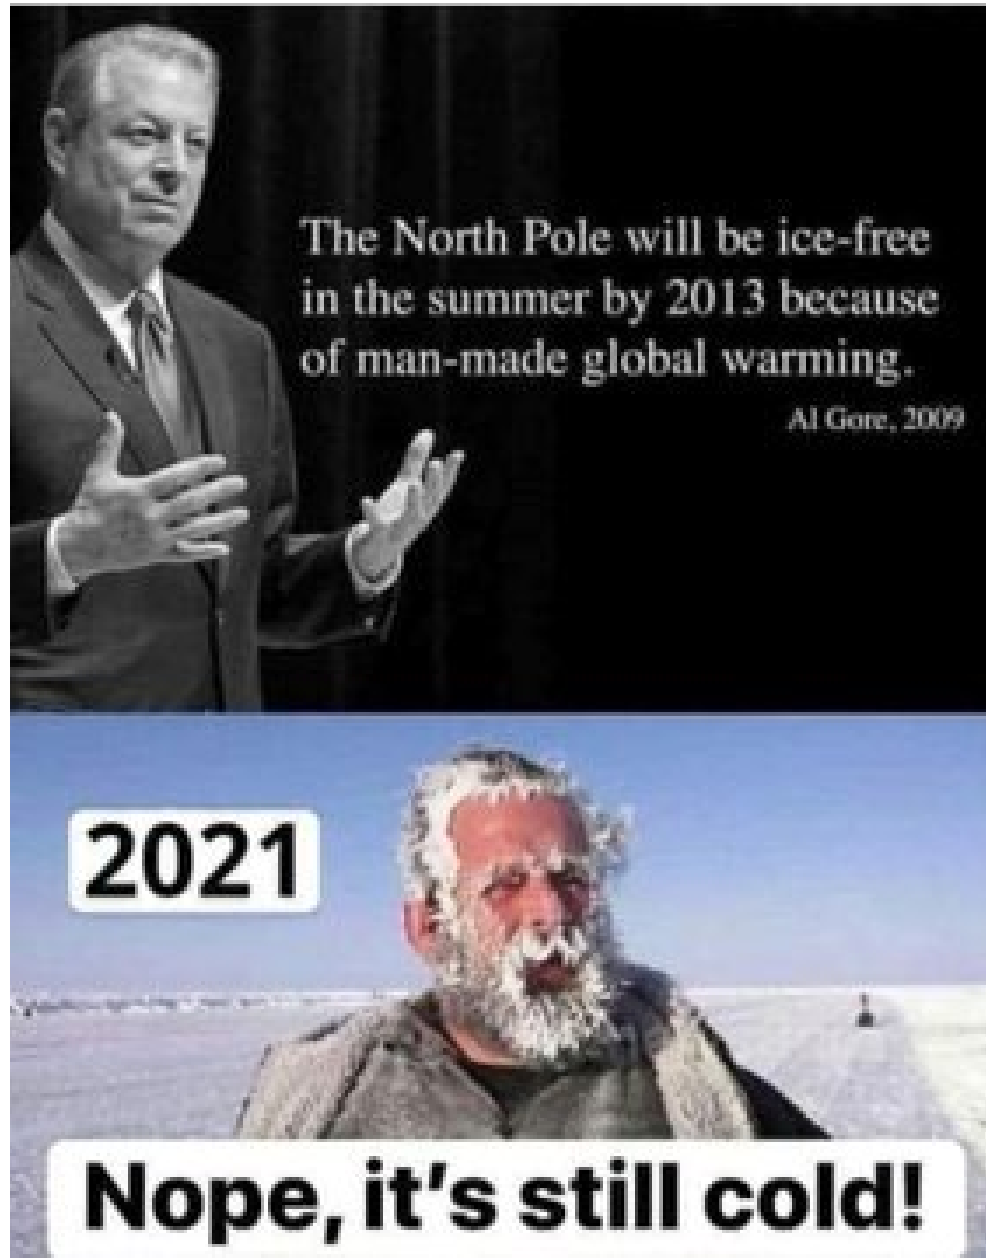 The North Pole will be ice-free
in the summer by 2013 because
of man-made global warming.
Al Gore, 2009
2021
Nope, it's still cold!